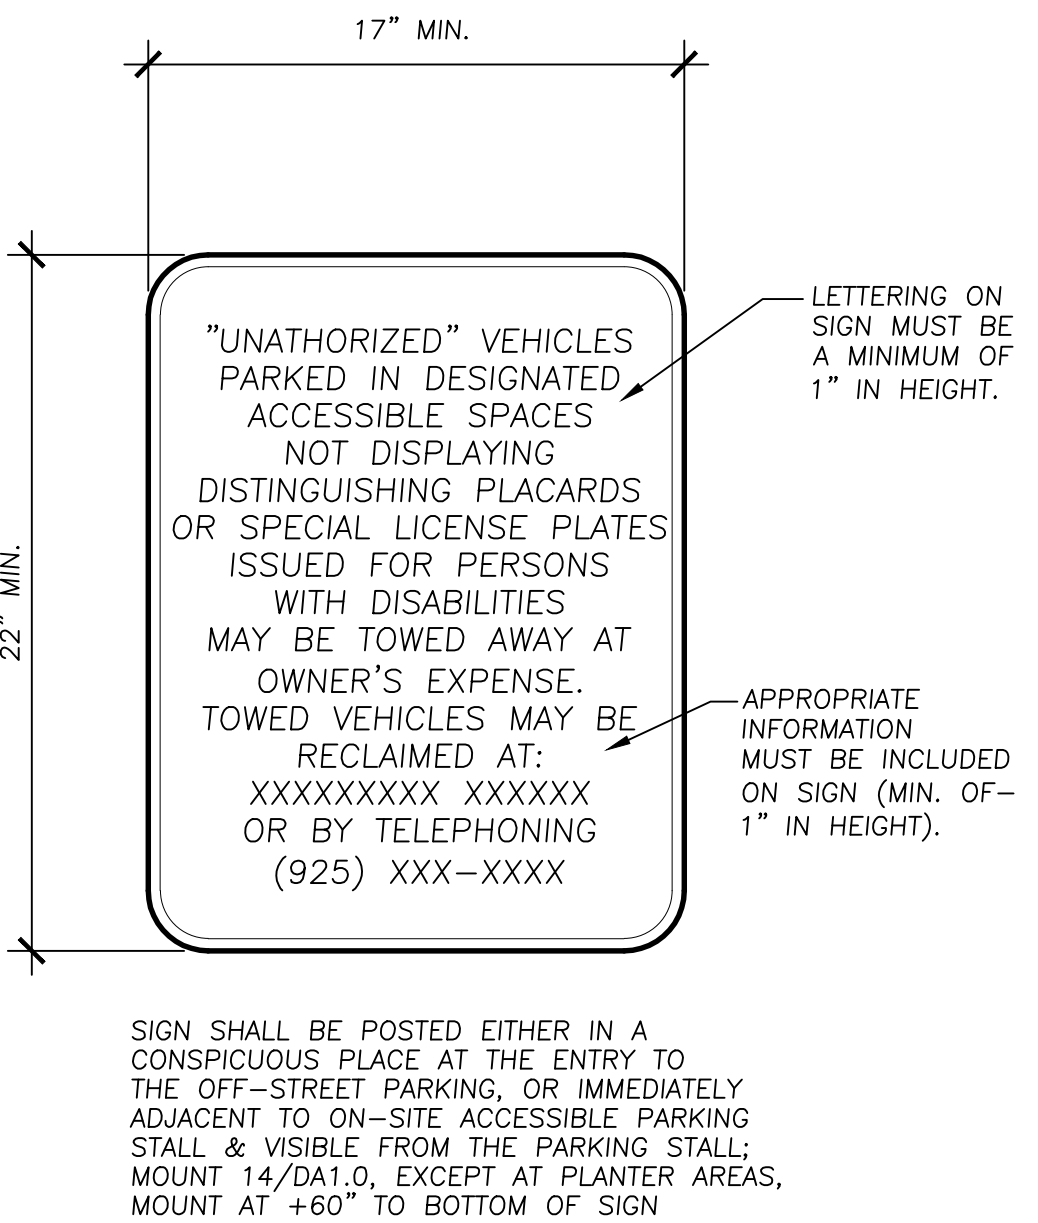 17" MIN.
22" MIN.
"UNATHORIZED" VEHICLES
PARKED IN DESIGNATED
ACCESSIBLE SPACES
NOT DISPLAYING
DISTINGUISHING PLACARDS
OR SPECIAL LICENSE PLATES
ISSUED FOR PERSONS
WITH DISABILITIES
MAY BE TOWED AWAY AT
OWNER'S EXPENSE.
TOWED VEHICLES MAY BE
RECLAIMED AT:
XXXXXXXXX XXXXXX
OR BY TELEPHONING
(925) XXX-XXXX
LETTERING ON
SIGN MUST BE
A MINIMUM OF
1" IN HEIGHT.
APPROPRIATE
INFORMATION
MUST BE INCLUDED
ON SIGN (MIN. OF-
1" IN HEIGHT).
SIGN SHALL BE POSTED EITHER IN A
CONSPICUOUS PLACE AT THE ENTRY TO
THE OFF-STREET PARKING, OR IMMEDIATELY
ADJACENT TO ON-SITE ACCESSIBLE PARKING
STALL & VISIBLE FROM THE PARKING STALL;
MOUNT 14/DA1.0, EXCEPT AT PLANTER AREAS,
MOUNT AT +60" TO BOTTOM OF SIGN